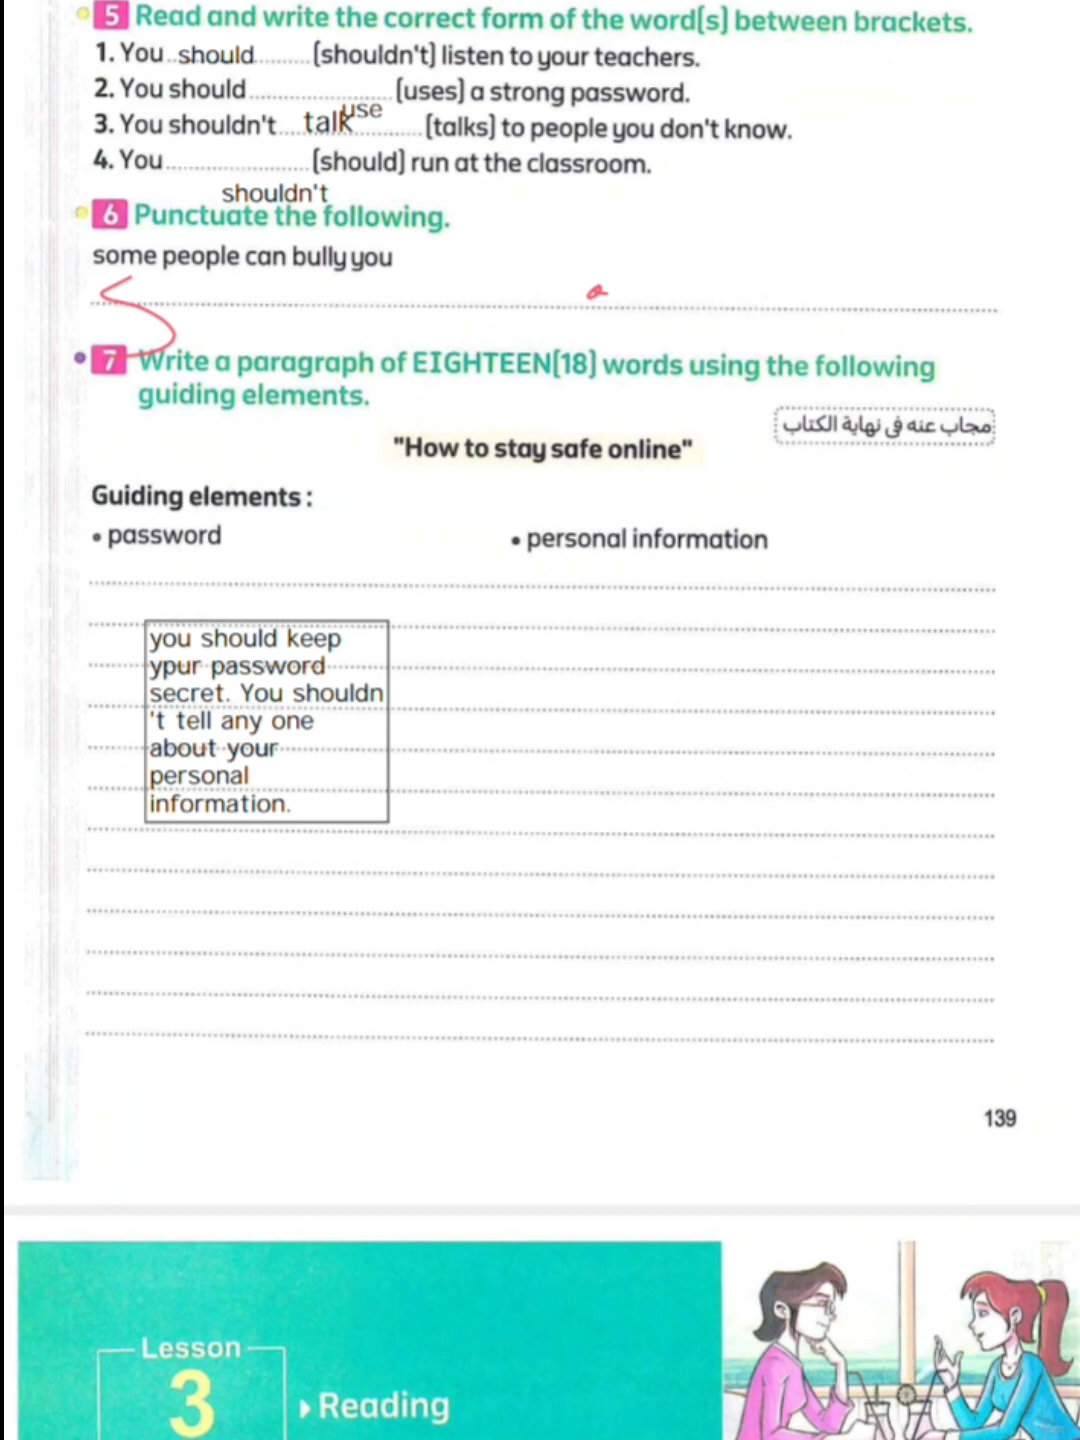 5 Read and write the correct form of the word(s) between brackets.
1. You should (shouldn't) listen to your teachers.
2. You should use (uses) a strong password.
3. You shouldn't talk (talks) to people you don't know.
4. You shouldn't (should) run at the classroom.
6 Punctuate the following.
some people can bully you
S .
7 Write a paragraph of EIGHTEEN(18) words using the following
guiding elements.
مجاب عنه فى نهاية الكتاب
"How to stay safe online"
Guiding elements :
• password • personal information
you should keep
ypur password
secret. You shouldn
't tell any one
about your
personal
information.
139
Lesson
3
Reading